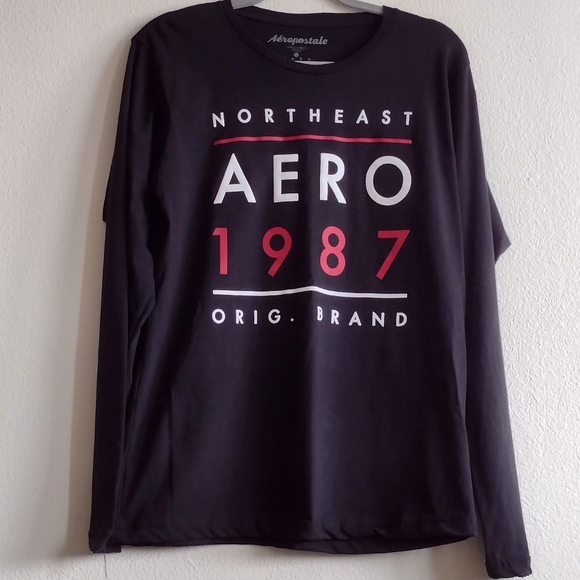 Aéropostale
NORTHEAST
AERO
1987
ORIG. BRAND